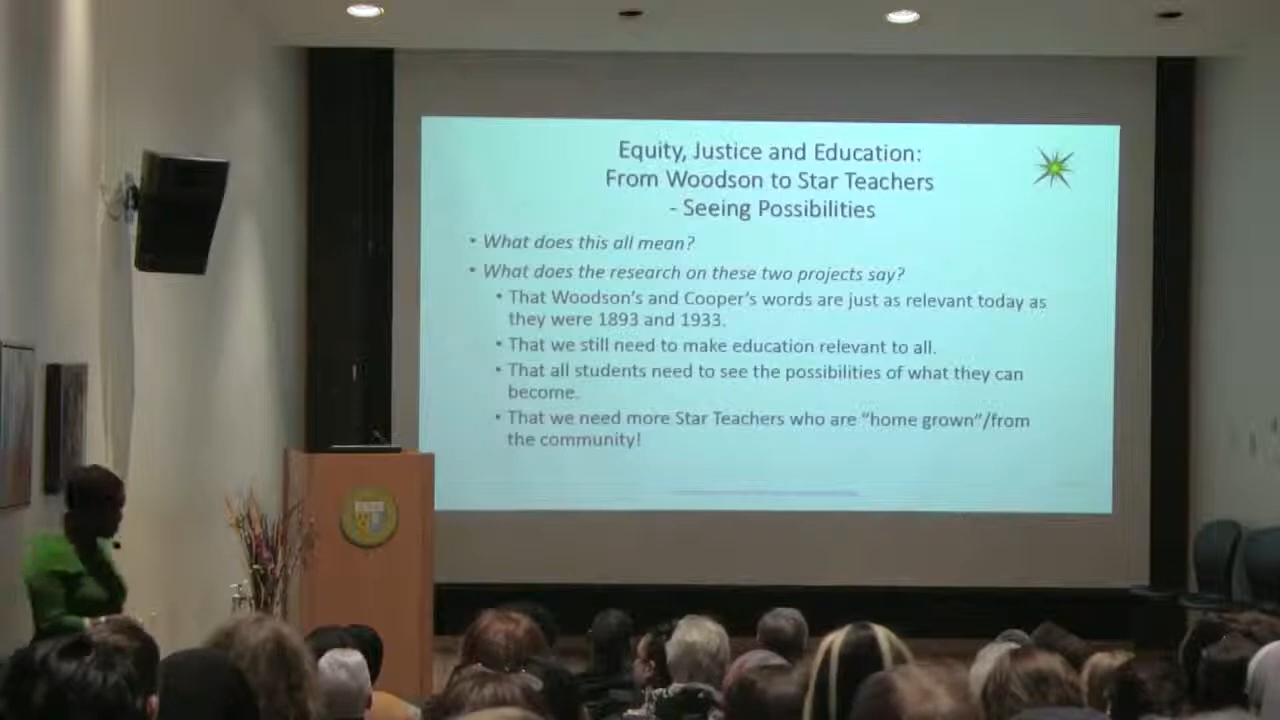 Equity, Justice and Education:
From Woodson to Star Teachers
- Seeing Possibilities
• What does this all mean?
• What does the research on these two projects say?
• That Woodson's and Cooper's words are just as relevant today as
they were 1893 and 1933.
• That we still need to make education relevant to all.
• That all students need to see the possibilities of what they can
become.
• That we need more Star Teachers who are "home grown"/from
the community!